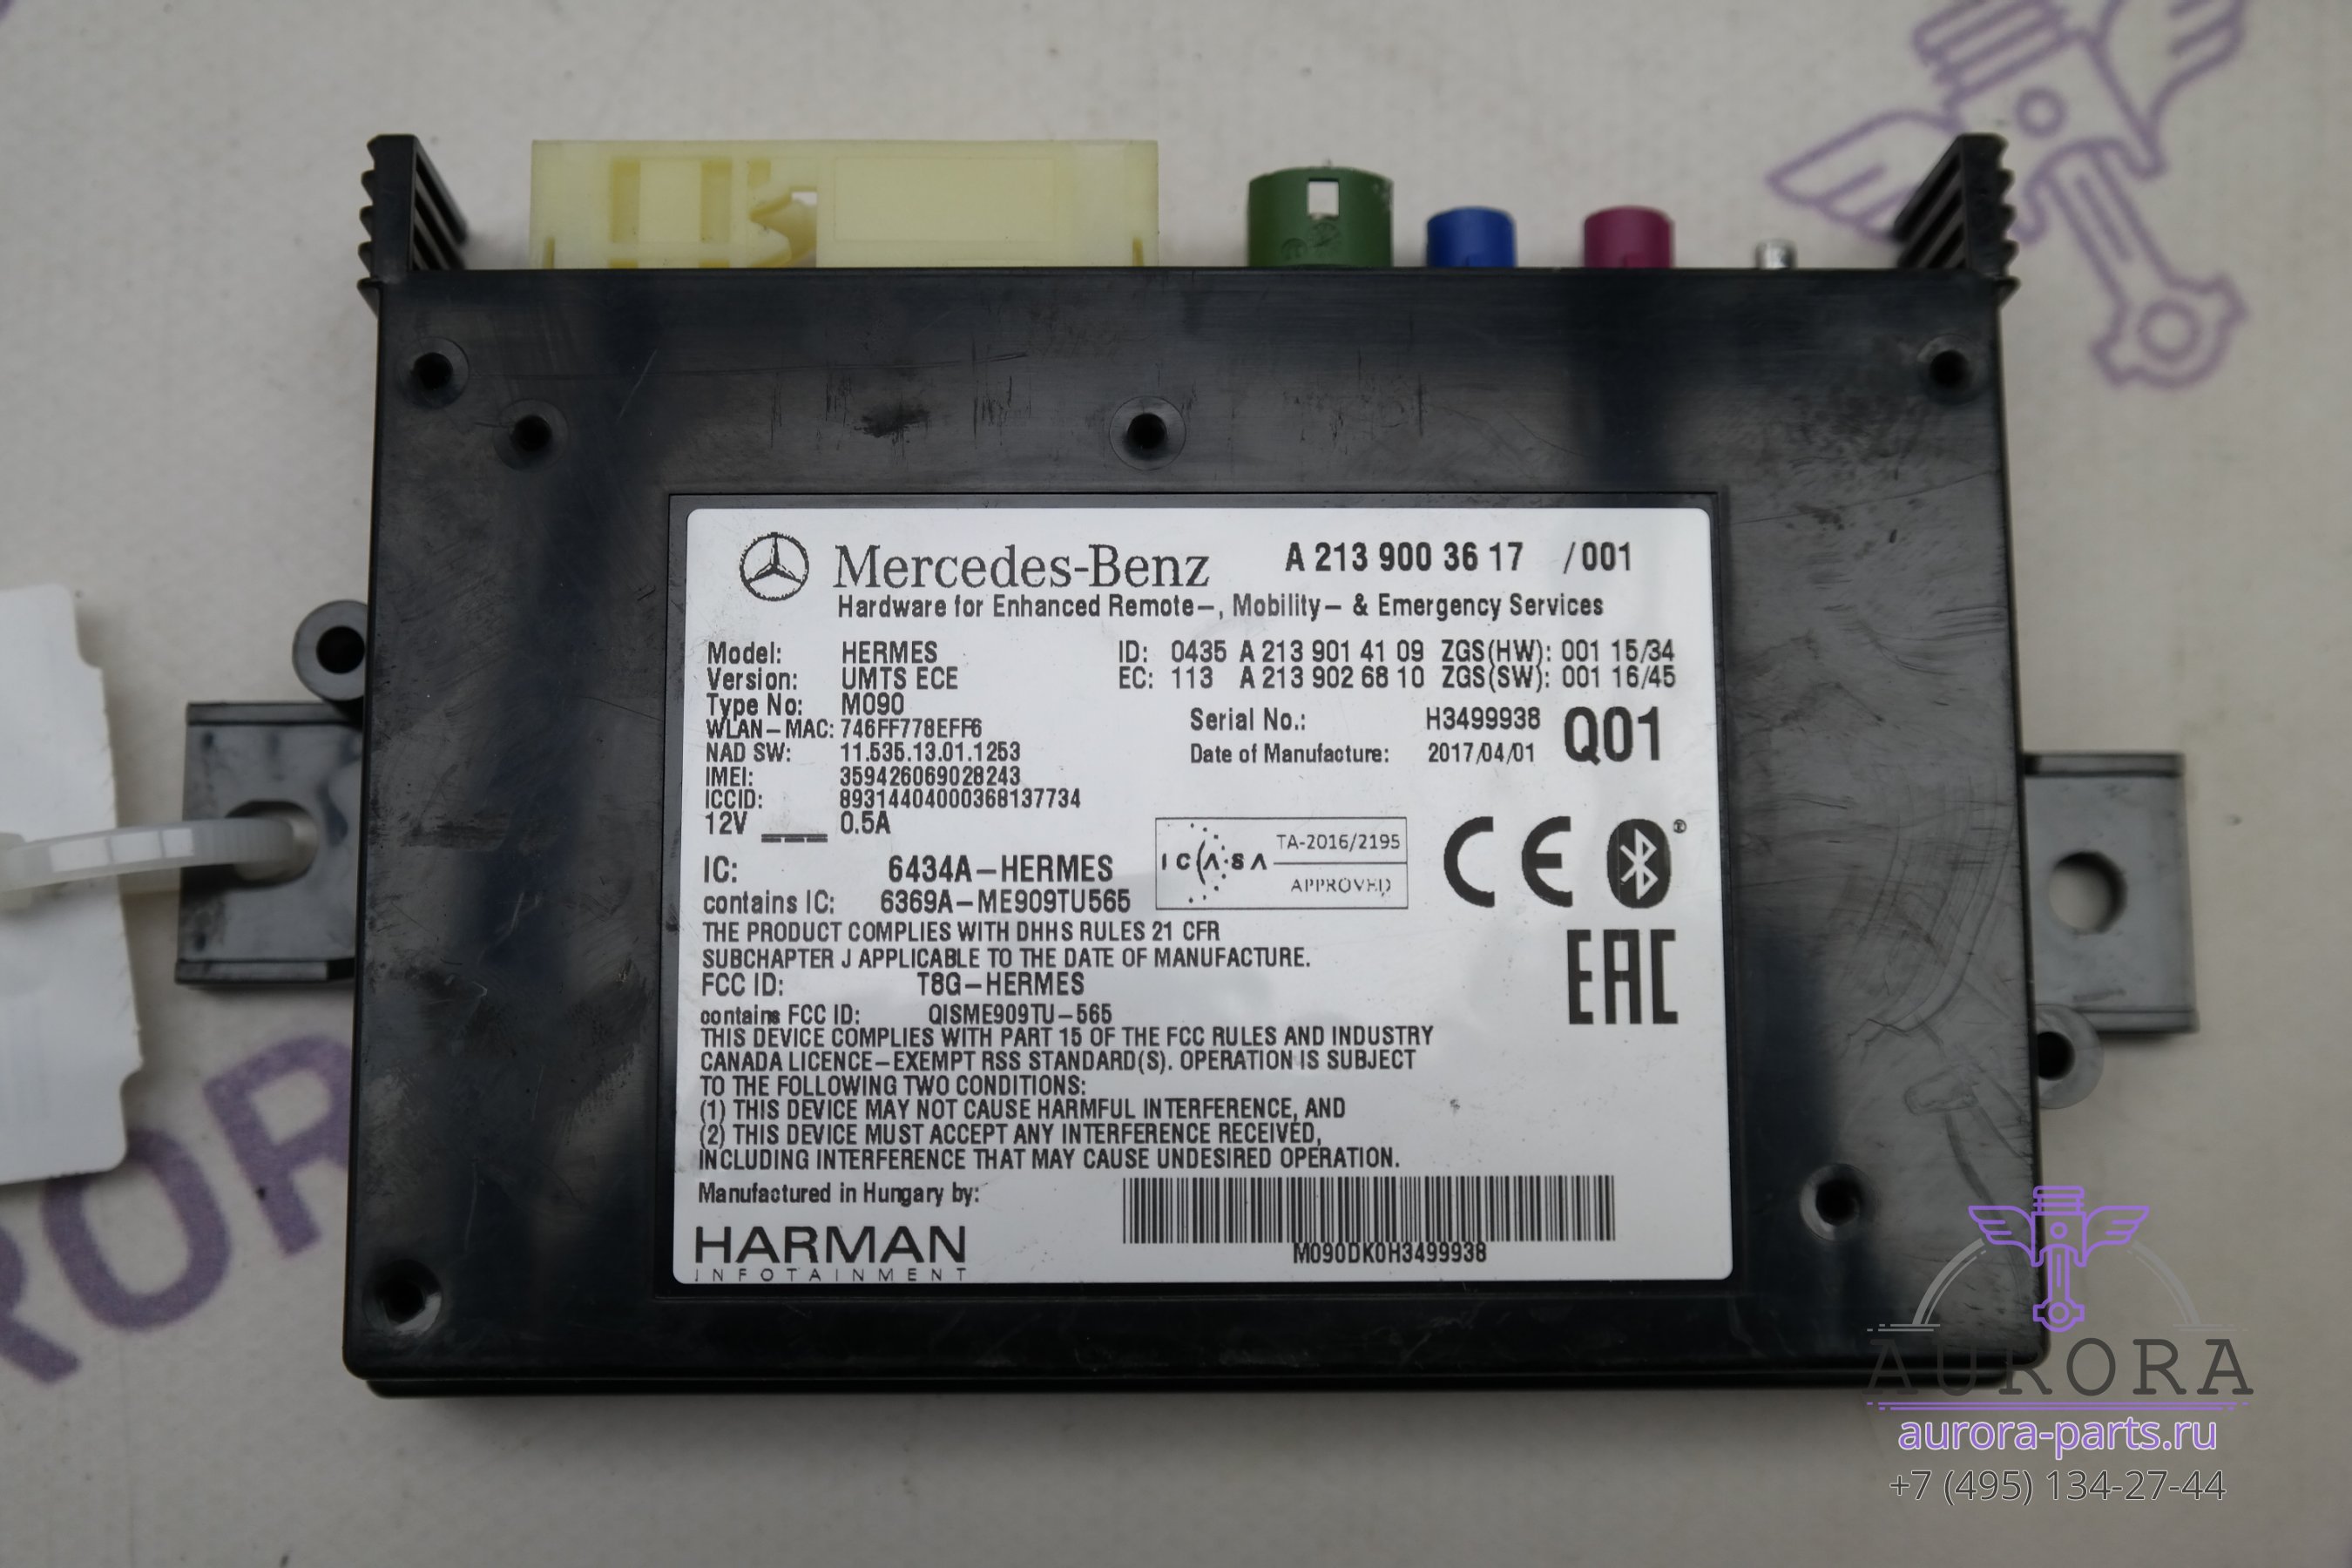 Mercedes-Benz A 213 900 36 17 /001
Hardware for Enhanced Remote-, Mobility- & Emergency Services
Model: HERMES ID: 0435 A 213 901 41 09 ZGS(HW): 001 15/34
Version: UMTS ECE EC: 113 A 213 902 68 10 ZGS(SW): 001 16/45
Type No: M090
WLAN-MAC: 746FF778EFF6 Serial No.: H3499938 Q01
NAD SW: 11.535.13.01.1253 Date of Manufacture: 2017/04/01
IMEI: 359426069028243
ICCID: 89314404000368137734
12V 0.5A
ICASA TA-2016/2195
APPROVED
CE
IC: 6434A-HERMES
contains IC: 6369A-ME909TU565
THE PRODUCT COMPLIES WITH DHHS RULES 21 CFR
SUBCHAPTER J APPLICABLE TO THE DATE OF MANUFACTURE.
EAC
FCC ID: T8G-HERMES
contains FCC ID: QISME909TU-565
THIS DEVICE COMPLIES WITH PART 15 OF THE FCC RULES AND INDUSTRY
CANADA LICENCE-EXEMPT RSS STANDARD(S). OPERATION IS SUBJECT
TO THE FOLLOWING TWO CONDITIONS:
(1) THIS DEVICE MAY NOT CAUSE HARMFUL INTERFERENCE, AND
(2) THIS DEVICE MUST ACCEPT ANY INTERFERENCE RECEIVED,
INCLUDING INTERFERENCE THAT MAY CAUSE UNDESIRED OPERATION.
Manufactured in Hungary by:
HARMAN
INFOTAINMENT
M090DK0H3499938
AURORA
aurora-parts.ru
+7 (495) 134-27-44